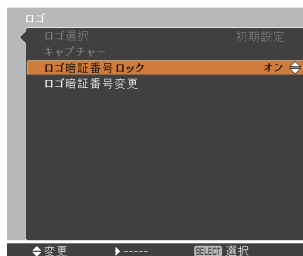 ロゴ
ロゴ選択 初期設定
キャプチャー
ロゴ暗証番号ロック オン
ロゴ暗証番号変更
変更 ----- SELECT 選択